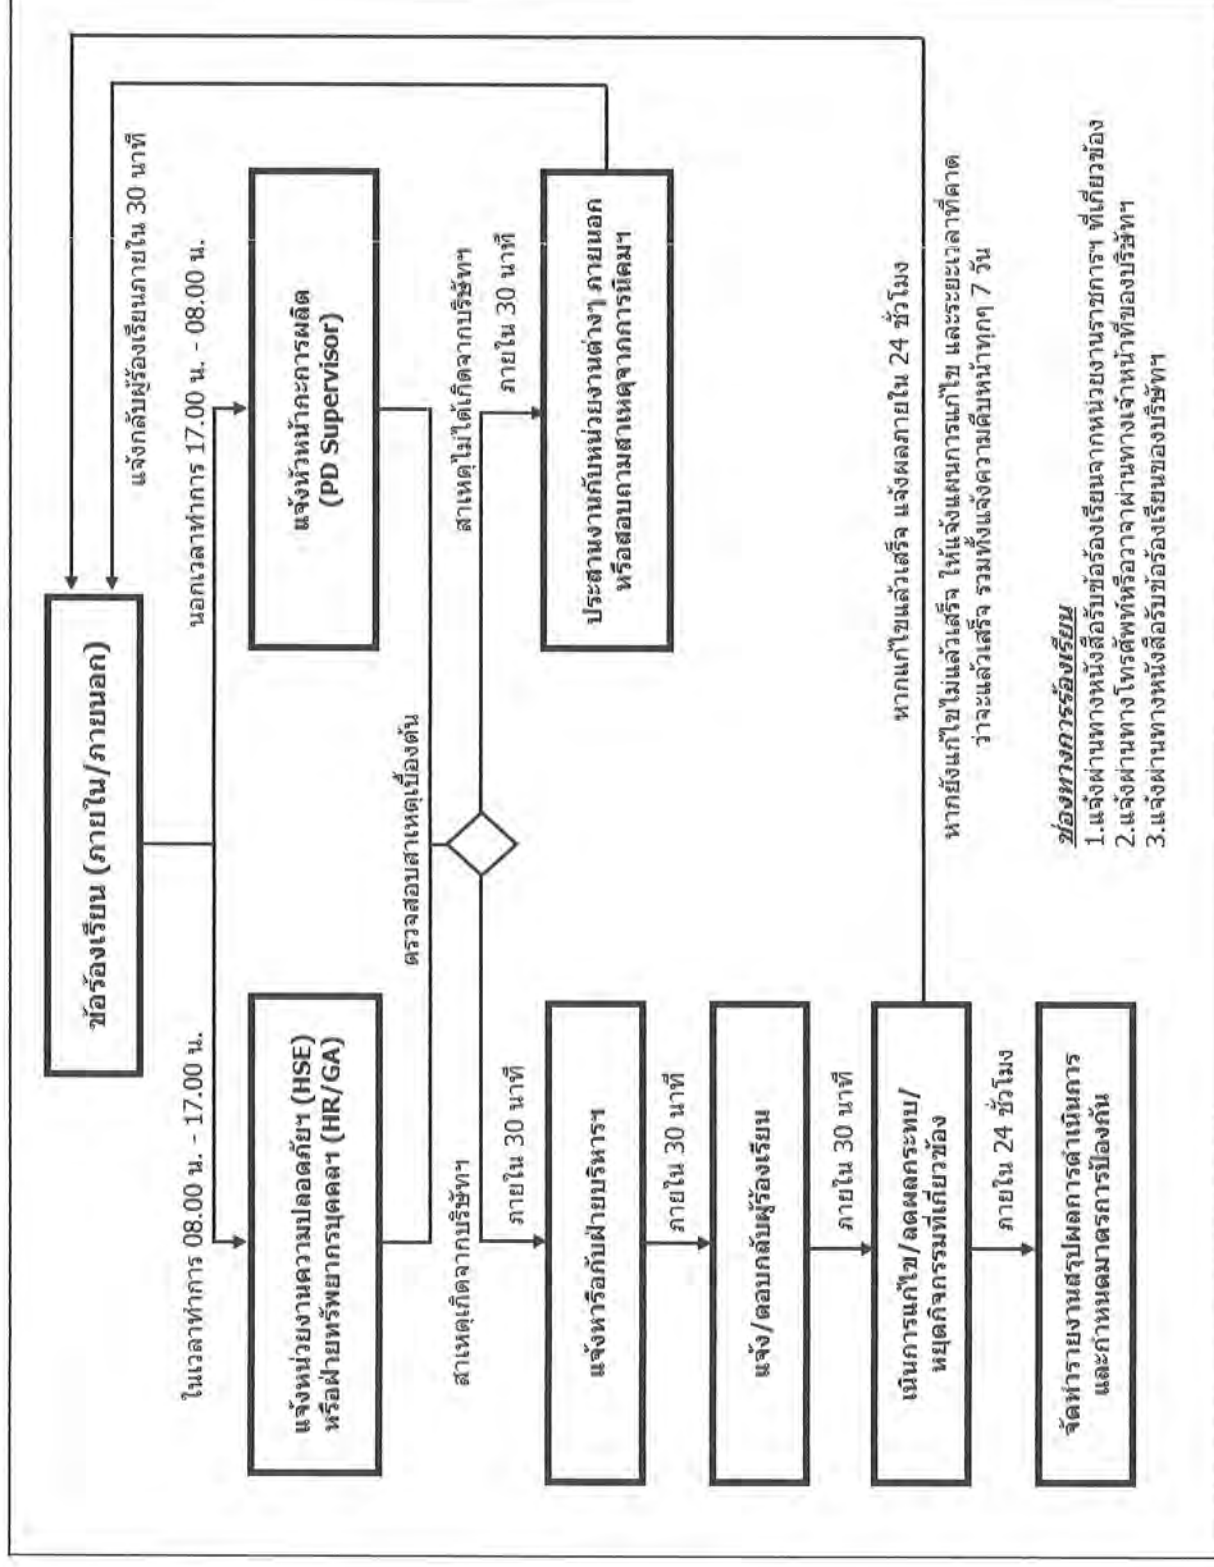 ข้อร้องเรียน (ภายใน/ภายนอก)
แจ้งกลับผู้ร้องเรียนภายใน 30 นาที
ในเวลาทำการ 08.00 น. - 17.00 น.
นอกเวลาทำการ 17.00 น. - 08.00 น.
แจ้งหน่วยงานความปลอดภัยฯ (HSE)
หรือฝ่ายทรัพยากรบุคคลฯ (HR/GA)
แจ้งหัวหน้ากะการผลิต
(PD Supervisor)
ตรวจสอบสาเหตุเบื้องต้น
สาเหตุเกิดจากบริษัทฯ
ภายใน 30 นาที
สาเหตุไม่ได้เกิดจากบริษัทฯ
ภายใน 30 นาที
แจ้งหารือกับฝ่ายบริหารฯ
ประสานงานกับหน่วยงานต่างๆ ภายนอก
หรือสอบถามสาเหตุจากการนิคมฯ
ภายใน 30 นาที
แจ้ง/ตอบกลับผู้ร้องเรียน
ภายใน 30 นาที
เนินการแก้ไข/ลดผลกระทบ/
หยุดกิจกรรมที่เกี่ยวข้อง
หากแก้ไขแล้วเสร็จ แจ้งผลภายใน 24 ชั่วโมง
หากยังแก้ไขไม่แล้วเสร็จ ให้แจ้งแผนการแก้ไข และระยะเวลาที่คาด
ว่าจะแล้วเสร็จ รวมทั้งแจ้งความคืบหน้าทุกๆ 7 วัน
ภายใน 24 ชั่วโมง
จัดทำรายงานสรุปผลการดำเนินการ
และกำหนดมาตรการป้องกัน
ช่องทางการร้องเรียน
1.แจ้งผ่านทางหนังสือรับข้อร้องเรียนจากหน่วยงานราชการฯ ที่เกี่ยวข้อง
2.แจ้งผ่านทางโทรศัพท์หรือวาจาผ่านทางเจ้าหน้าที่ของบริษัทฯ
3.แจ้งผ่านทางหนังสือรับข้อร้องเรียนของบริษัทฯ